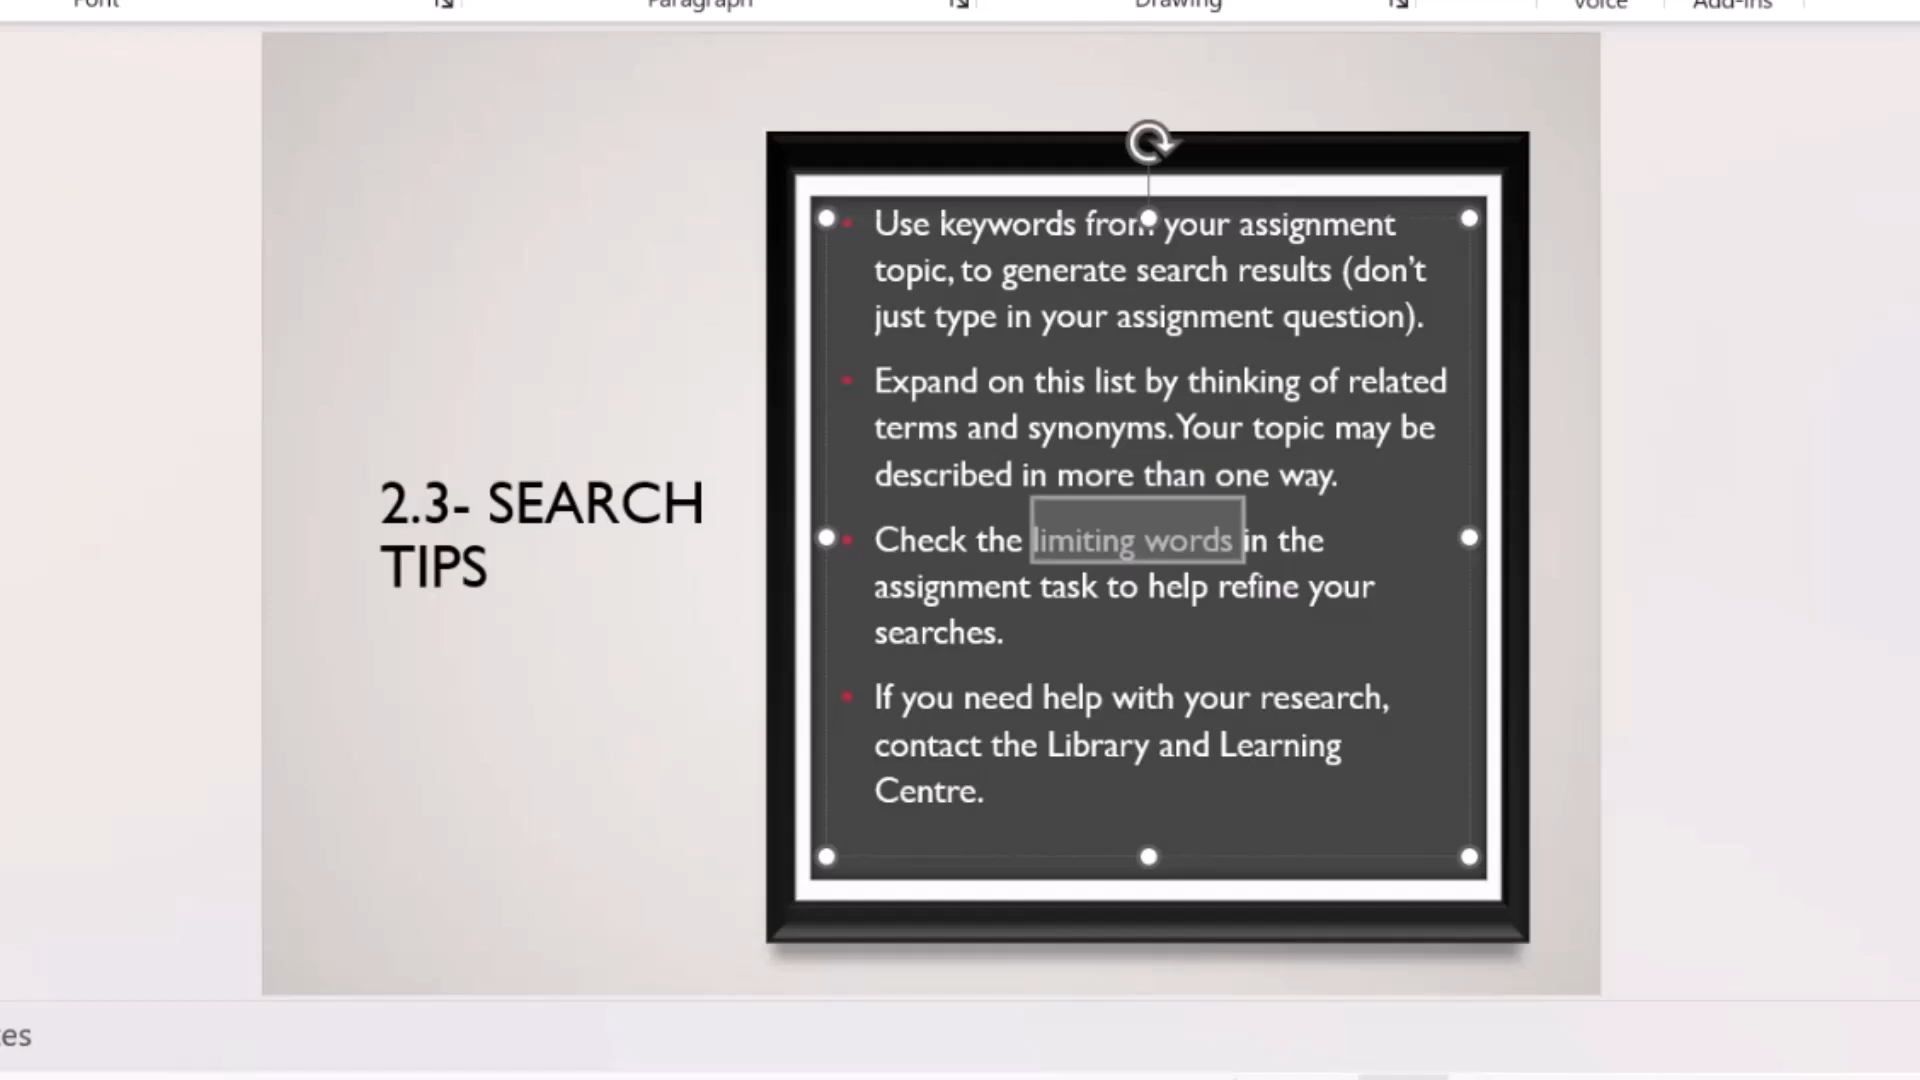 Font
Paragraph
Drawing
Voice
Add-ins
2.3- SEARCH
TIPS
• Use keywords from your assignment
topic, to generate search results (don't
just type in your assignment question).
• Expand on this list by thinking of related
terms and synonyms. Your topic may be
described in more than one way.
• Check the limiting words in the
assignment task to help refine your
searches.
• If you need help with your research,
contact the Library and Learning
Centre.